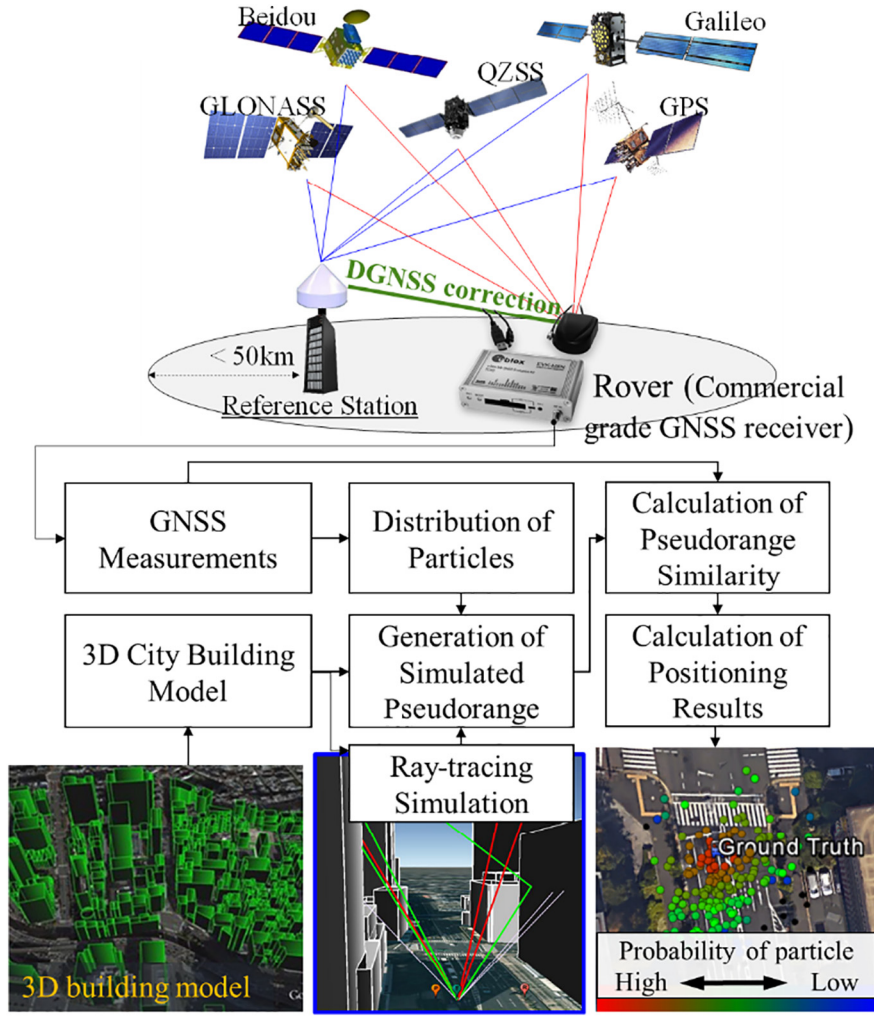 Beidou
Galileo
QZSS
GLONASS
GPS
DGNSS correction
< 50km
Reference Station
Rover (Commercial
grade GNSS receiver)
GNSS
Measurements
Distribution of
Particles
Calculation of
Pseudorange
Similarity
3D City Building
Model
Generation of
Simulated
Pseudorange
Calculation of
Positioning
Results
Ray-tracing
Simulation
Ground Truth
3D building model
Probability of particle
High
Low